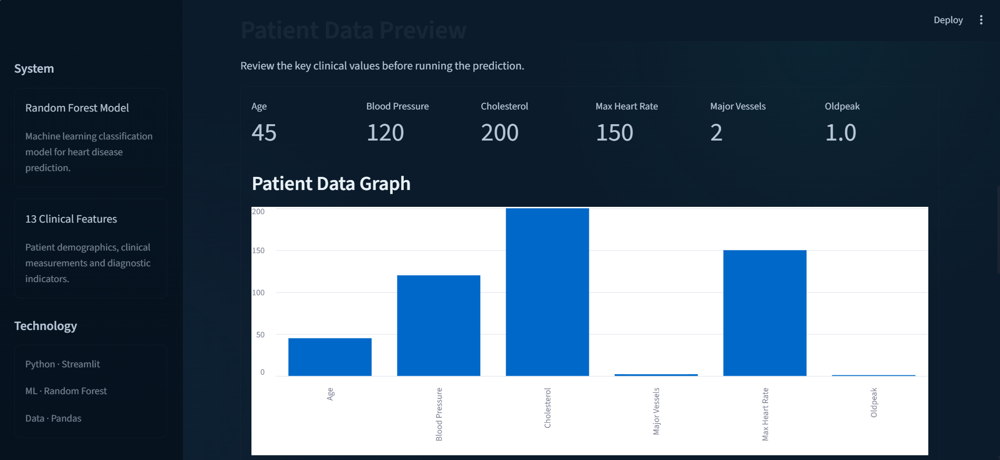 Deploy
System
Random Forest Model
Machine learning classification
model for heart disease
prediction.
13 Clinical Features
Patient demographics, clinical
measurements and diagnostic
indicators.
Technology
Python · Streamlit
ML · Random Forest
Data · Pandas
Patient Data Preview
Review the key clinical values before running the prediction.
Age
Blood Pressure
Cholesterol
Max Heart Rate
Major Vessels
Oldpeak
45
120
200
150
2
1.0
Patient Data Graph
200
150
100
50
0
Age
Blood Pressure
Cholesterol
Major Vessels
Max Heart Rate
Oldpeak